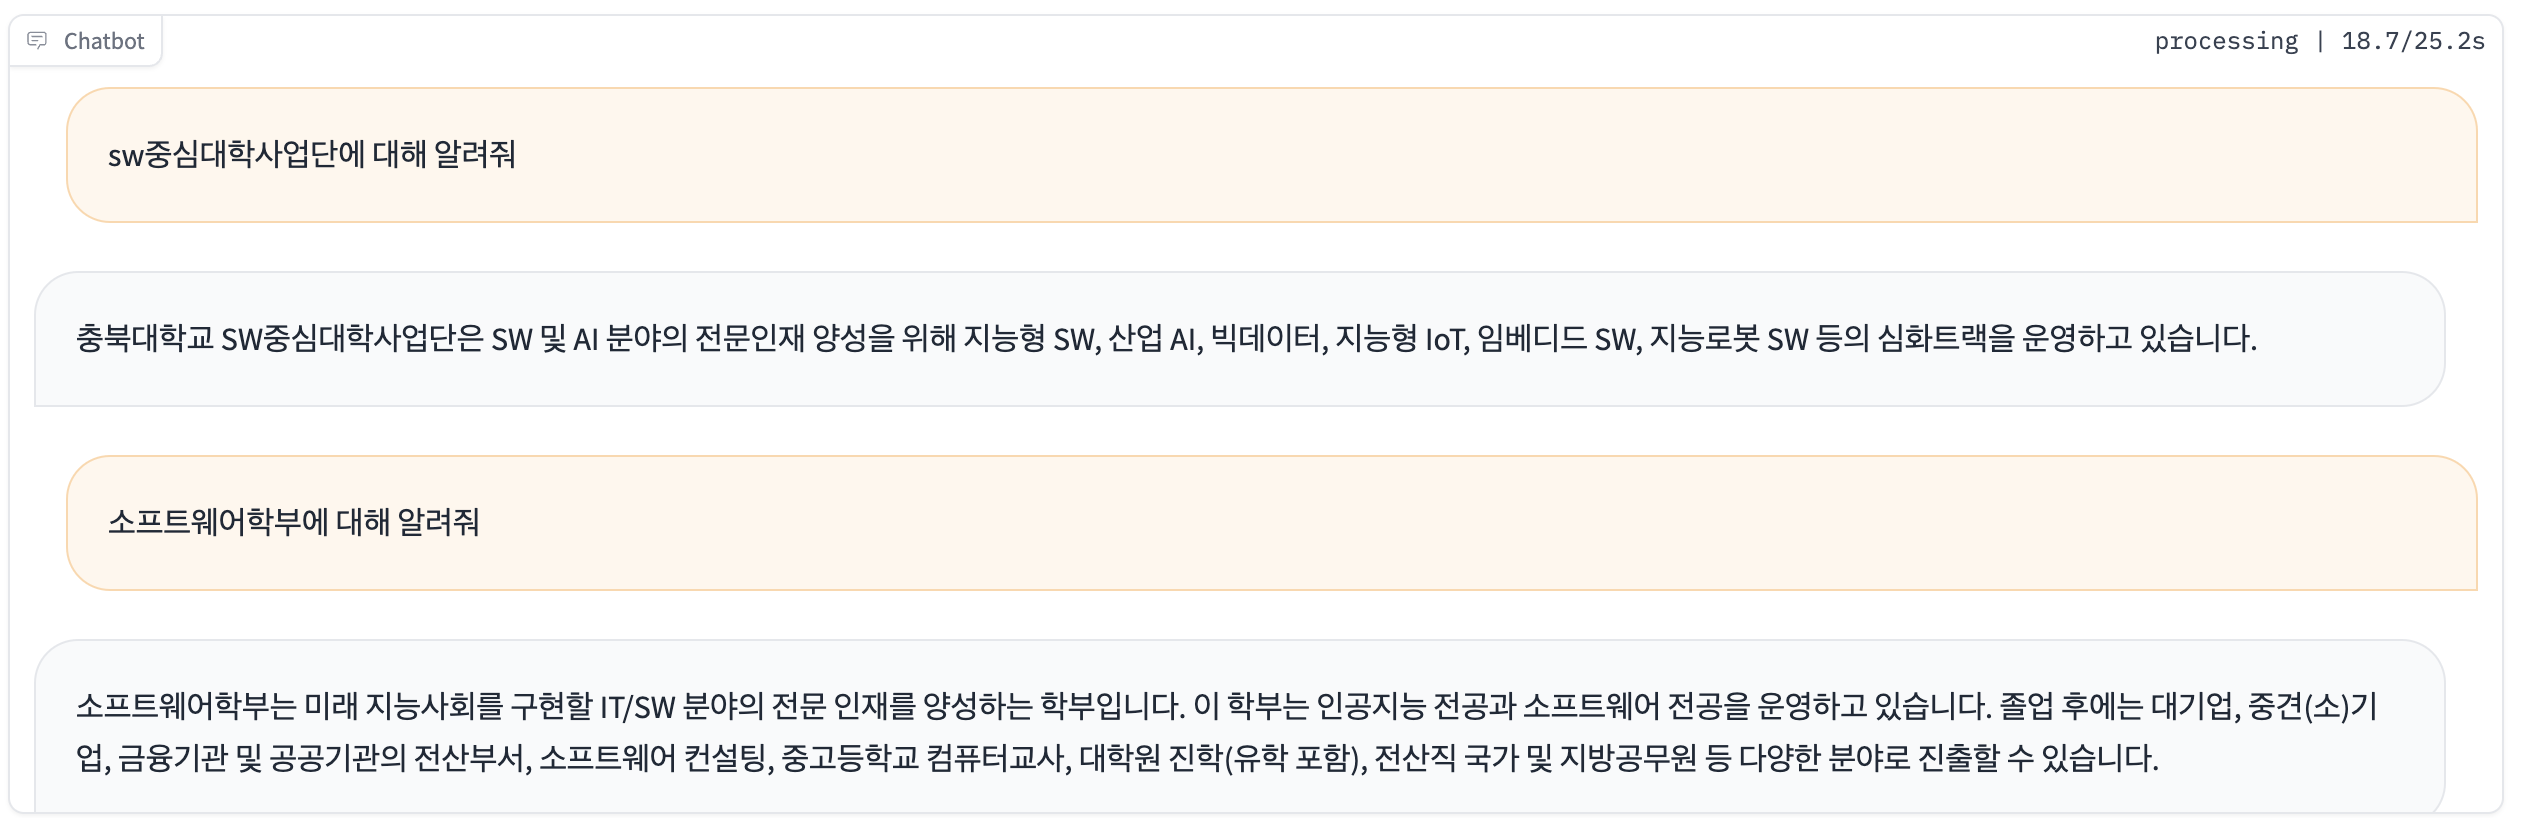 Chatbot
processing | 18.7/25.2s
sw중심대학사업단에 대해 알려줘
충북대학교 SW중심대학사업단은 SW 및 AI 분야의 전문인재 양성을 위해 지능형 SW, 산업 AI, 빅데이터, 지능형 IoT, 임베디드 SW, 지능로봇 SW 등의 심화트랙을 운영하고 있습니다.
소프트웨어학부에 대해 알려줘
소프트웨어학부는 미래 지능사회를 구현할 IT/SW 분야의 전문 인재를 양성하는 학부입니다. 이 학부는 인공지능 전공과 소프트웨어 전공을 운영하고 있습니다. 졸업 후에는 대기업, 중견(소)기
업, 금융기관 및 공공기관의 전산부서, 소프트웨어 컨설팅, 중고등학교 컴퓨터교사, 대학원 진학(유학 포함), 전산직 국가 및 지방공무원 등 다양한 분야로 진출할 수 있습니다.